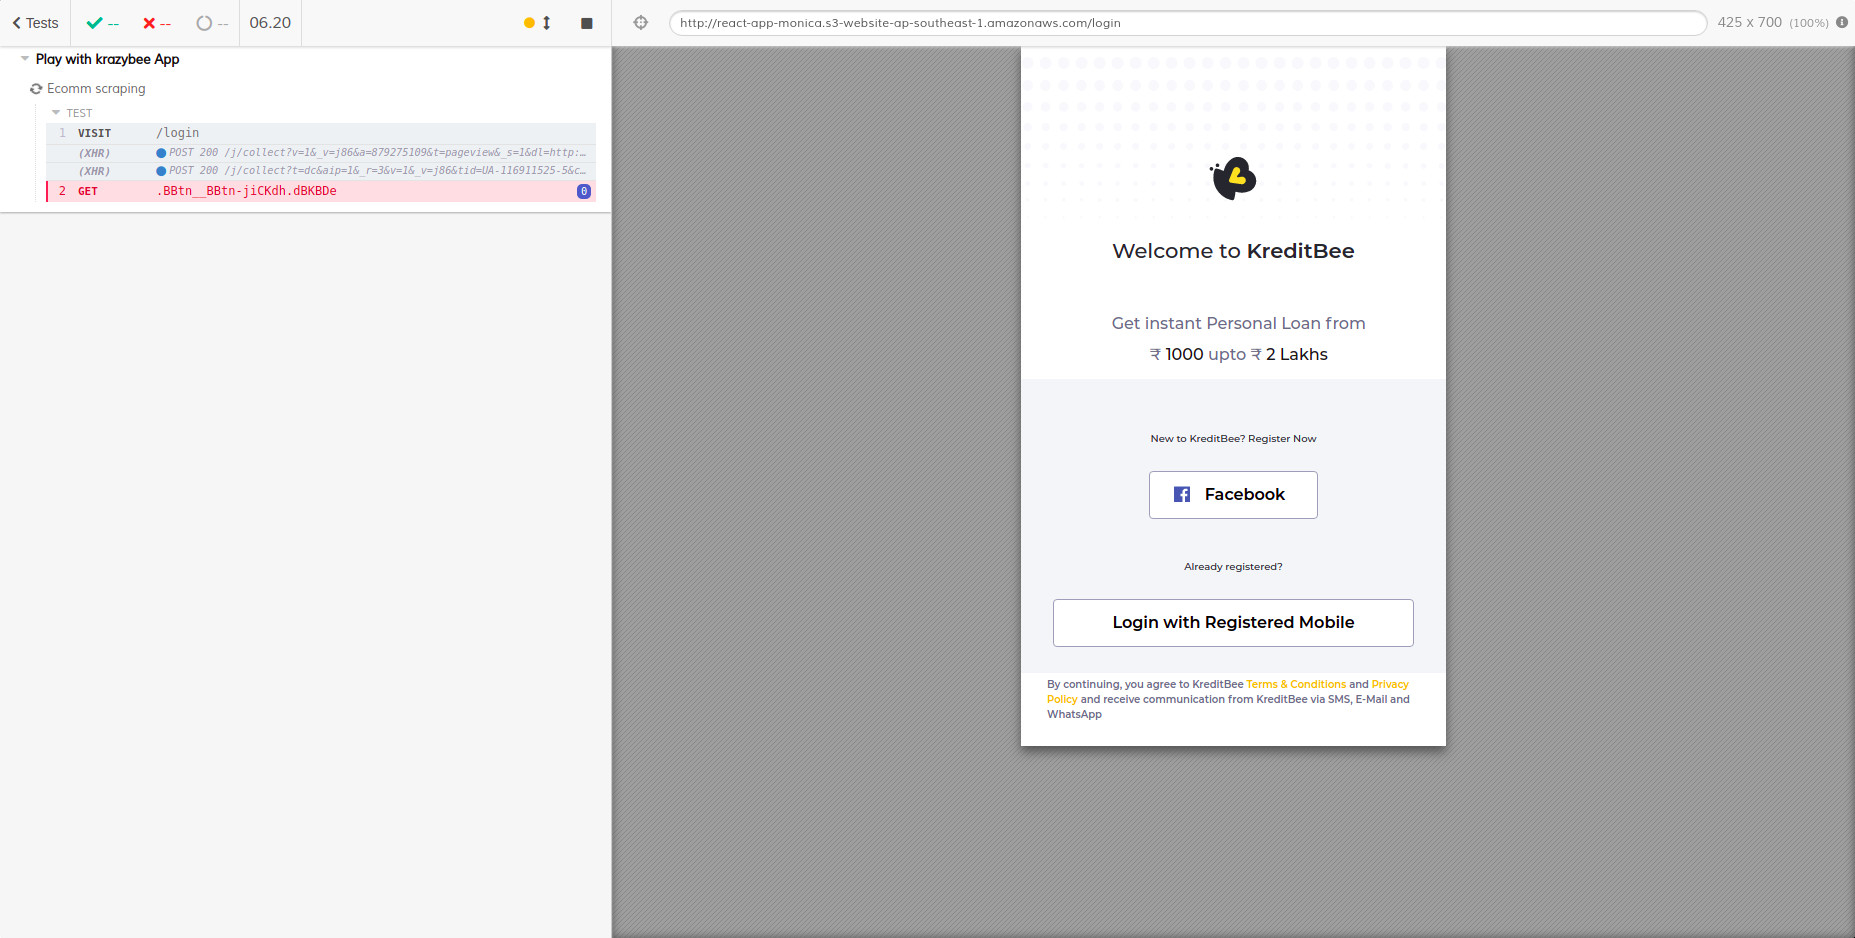 Tests
--
--
--
06.20
http://react-app-monica.s3-website-ap-southeast-1.amazonaws.com/login
425 x 700 (100%)
Play with krazybee App
Ecomm scraping
TEST
1 VISIT /login
(XHR) POST 200 /j/collect?v=1&_v=j86&a=879275109&t=pageview&_s=1&dl=http:…
(XHR) POST 200 /j/collect?t=dc&aip=1&_r=3&v=1&_v=j86&tid=UA-116911525-5&c…
2 GET .BBtn__BBtn-jiCKdh.dBKBDe 0
Welcome to KreditBee
Get instant Personal Loan from
₹ 1000 upto ₹ 2 Lakhs
New to KreditBee? Register Now
Facebook
Already registered?
Login with Registered Mobile
By continuing, you agree to KreditBee Terms & Conditions and Privacy
Policy and receive communication from KreditBee via SMS, E-Mail and
WhatsApp